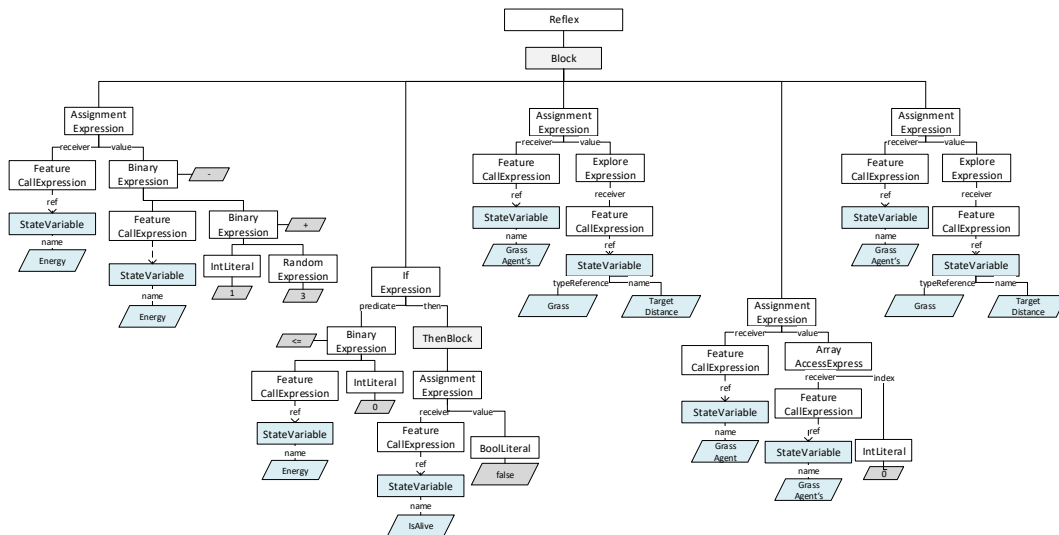 Reflex
Block
Assignment
Expression
receiver
value
Feature
CallExpression
ref
StateVariable
name
Energy
Binary
Expression
-
Feature
CallExpression
StateVariable
name
Energy
Binary
Expression
+
IntLiteral
1
Random
Expression
3
If
Expression
predicate
then
<=
Binary
Expression
Feature
CallExpression
ref
StateVariable
name
Energy
IntLiteral
0
ThenBlock
Assignment
Expression
receiver
value
Feature
CallExpression
ref
StateVariable
name
IsAlive
BoolLiteral
false
Assignment
Expression
receiver
value
Feature
CallExpression
ref
StateVariable
name
Grass
Agent's
Explore
Expression
receiver
Feature
CallExpression
ref
StateVariable
typeReference
name
Grass
Target
Distance
Assignment
Expression
receiver
value
Feature
CallExpression
ref
StateVariable
name
Grass
Agent
Array
AccessExpress
receiver
index
Feature
CallExpression
ref
StateVariable
name
Grass
Agent's
IntLiteral
0
Assignment
Expression
receiver
value
Feature
CallExpression
ref
StateVariable
name
Grass
Agent's
Explore
Expression
receiver
Feature
CallExpression
ref
StateVariable
typeReference
name
Grass
Target
Distance